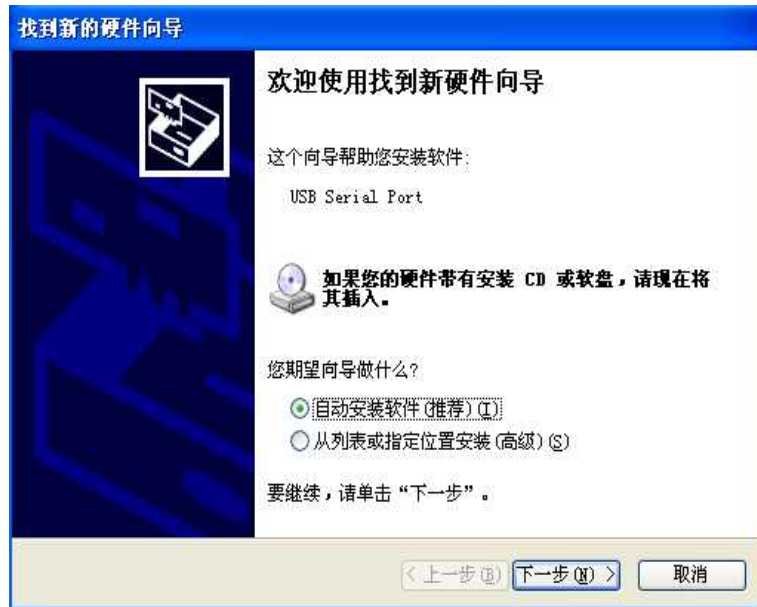 找到新的硬件向导
欢迎使用找到新硬件向导
这个向导帮助您安装软件:
USB Serial Port
如果您的硬件带有安装 CD 或软盘，请现在将
其插入。
您期望向导做什么?
自动安装软件(推荐)(I)
从列表或指定位置安装(高级)(S)
要继续，请单击“下一步”。
< 上一步(B)
下一步(N) >
取消